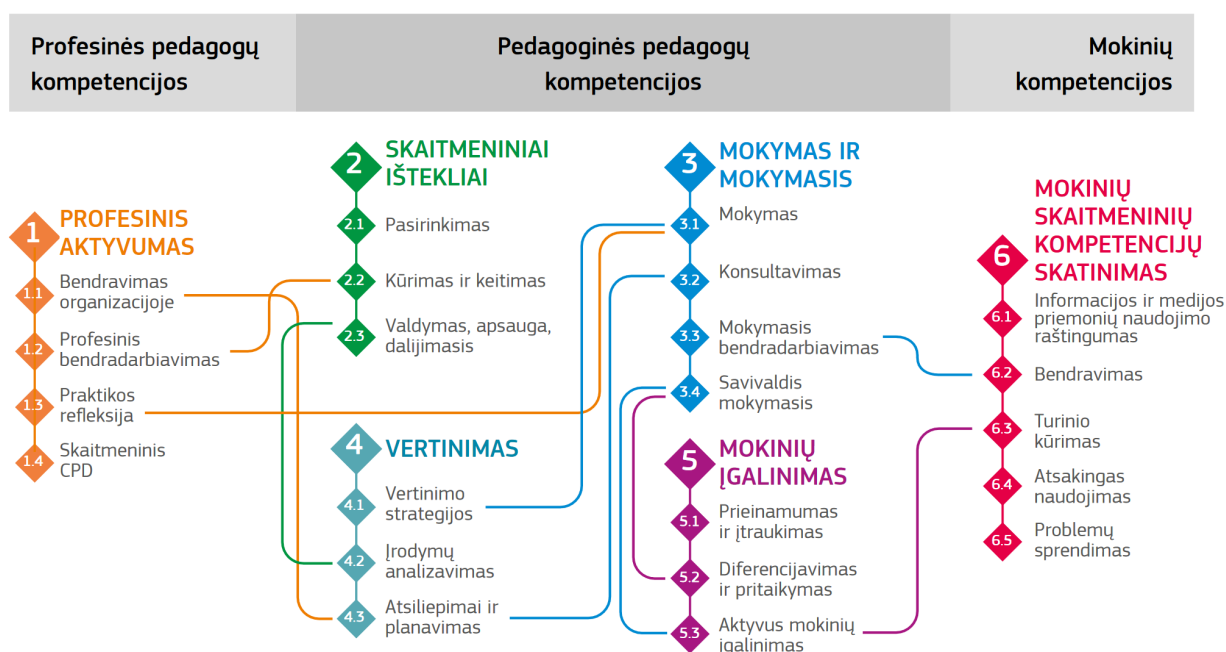 Profesinės pedagogų
kompetencijos
Pedagoginės pedagogų
kompetencijos
Mokinių
kompetencijos
1
PROFESINIS
AKTYVUMAS
1.1
Bendravimas
organizacijoje
1.2
Profesinis
bendradarbiavimas
1.3
Praktikos
refleksija
1.4
Skaitmeninis
CPD
2
SKAITMENINIAI
IŠTEKLIAI
2.1
Pasirinkimas
2.2
Kūrimas ir keitimas
2.3
Valdymas, apsauga,
dalijimasis
4
VERTINIMAS
4.1
Vertinimo
strategijos
4.2
Įrodymų
analizavimas
4.3
Atsiliepimai ir
planavimas
3
MOKYMAS IR
MOKYMASIS
3.1
Mokymas
3.2
Konsultavimas
3.3
Mokymasis
bendradarbiavimas
3.4
Savivaldis
mokymasis
5
MOKINIŲ
ĮGALINIMAS
5.1
Prieinamumas
ir įtraukimas
5.2
Diferencijavimas
ir pritaikymas
5.3
Aktyvus mokinių
įgalinimas
6
MOKINIŲ
SKAITMENINIŲ
KOMPETENCIJŲ
SKATINIMAS
6.1
Informacijos ir medijos
priemonių naudojimo
raštingumas
6.2
Bendravimas
6.3
Turinio
kūrimas
6.4
Atsakingas
naudojimas
6.5
Problemų
sprendimas